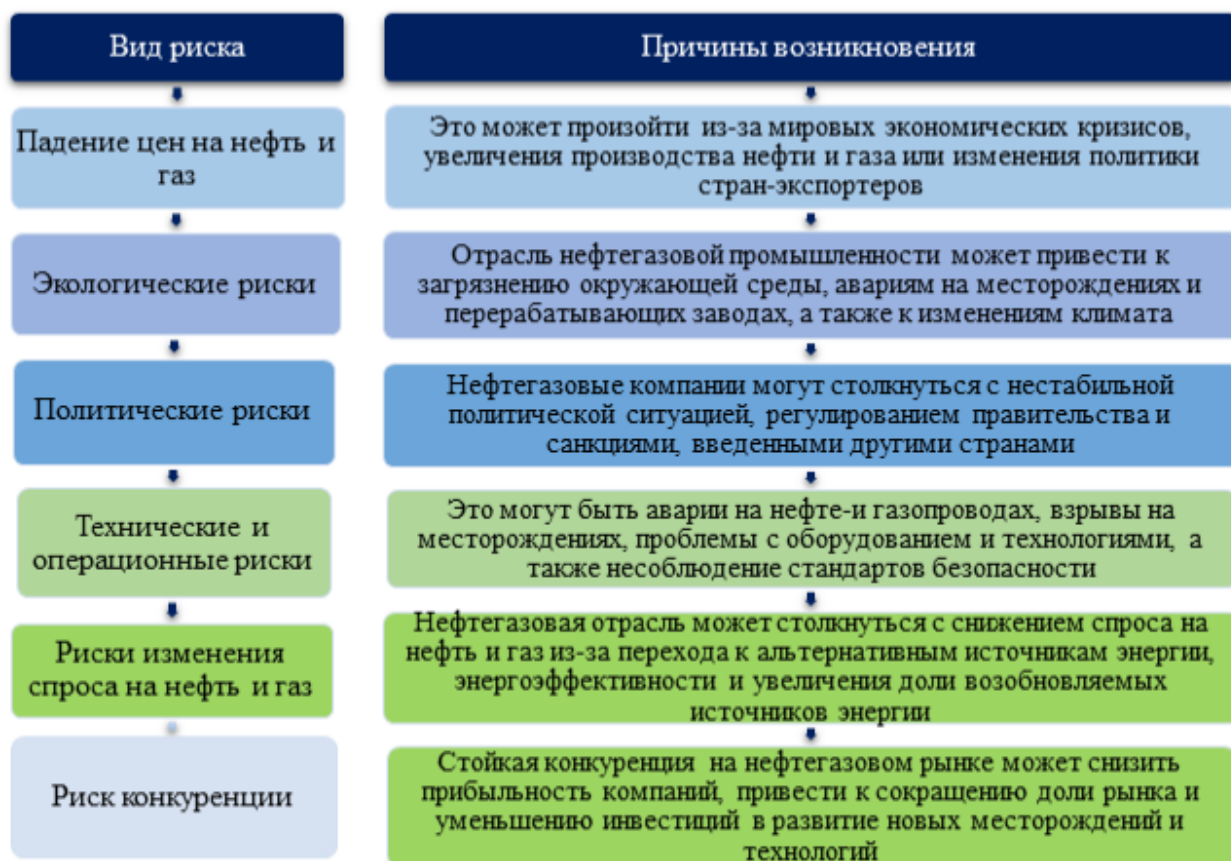 Вид риска
Причины возникновения
Падение цен на нефть и
газ
Это может произойти из-за мировых экономических кризисов,
увеличения производства нефти и газа или изменения политики
стран-экспортеров
Экологические риски
Отрасль нефтегазовой промышленности может привести к
загрязнению окружающей среды, авариям на месторождениях и
перерабатывающих заводах, а также к изменениям климата
Политические риски
Нефтегазовые компании могут столкнуться с нестабильной
политической ситуацией, регулированием правительства и
санкциями, введенными другими странами
Технические и
операционные риски
Это могут быть аварии на нефте-и газопроводах, взрывы на
месторождениях, проблемы с оборудованием и технологиями, а
также несоблюдение стандартов безопасности
Риски изменения
спроса на нефть и газ
Нефтегазовая отрасль может столкнуться с снижением спроса на
нефть и газ из-за перехода к альтернативным источникам энергии,
энергоэффективности и увеличения доли возобновляемых
источников энергии
Риск конкуренции
Стойкая конкуренция на нефтегазовом рынке может снизить
прибыльность компаний, привести к сокращению доли рынка и
уменьшению инвестиций в развитие новых месторождений и
технологий